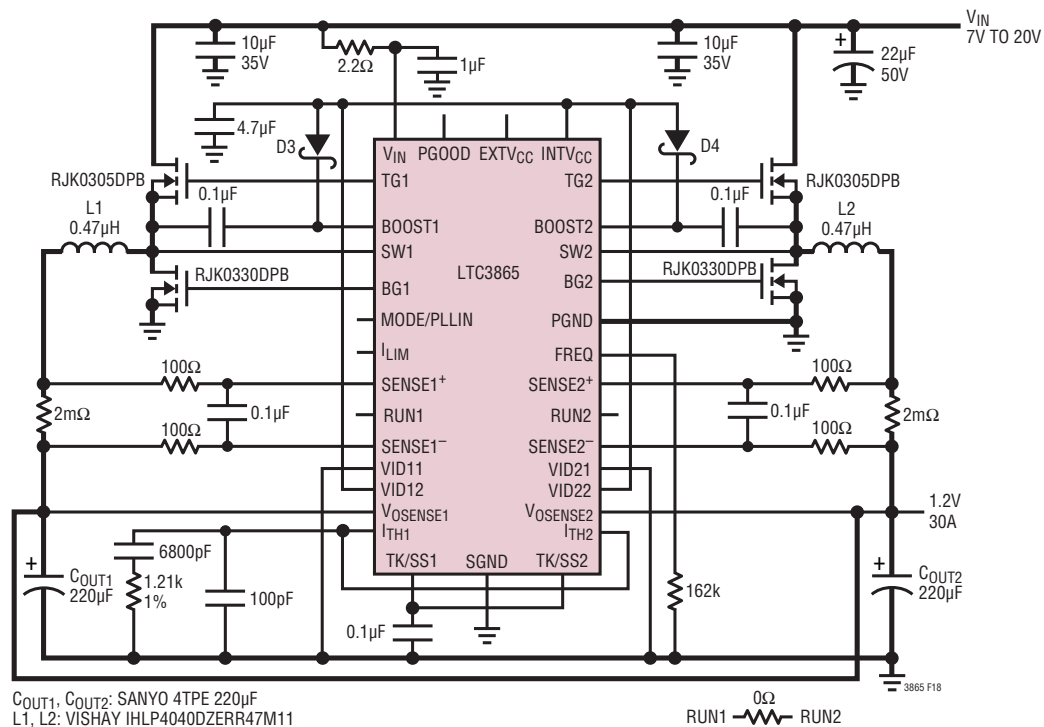 VIN
7V TO 20V
10µF
35V
2.2Ω
1µF
10µF
35V
22µF
50V
4.7µF
D3
D4
VIN PGOOD EXTVCC INTVCC
RJK0305DPB
TG1
TG2
RJK0305DPB
0.1µF
0.1µF
L1
0.47µH
BOOST1
BOOST2
L2
0.47µH
SW1
SW2
LTC3865
RJK0330DPB
RJK0330DPB
BG1
BG2
MODE/PLLIN
PGND
ILIM
FREQ
100Ω
100Ω
SENSE1+
SENSE2+
2mΩ
0.1µF
RUN1
RUN2
0.1µF
2mΩ
100Ω
100Ω
SENSE1–
SENSE2–
VID11
VID21
VID12
VID22
VOSENSE1
VOSENSE2
1.2V
30A
ITH1
ITH2
6800pF
TK/SS1 SGND TK/SS2
+
COUT1
220µF
1.21k
1%
100pF
162k
+
COUT2
220µF
0.1µF
+
3865 F18
COUT1, COUT2: SANYO 4TPE 220µF
L1, L2: VISHAY IHLP4040DZERR47M11
0Ω
RUN1 RUN2